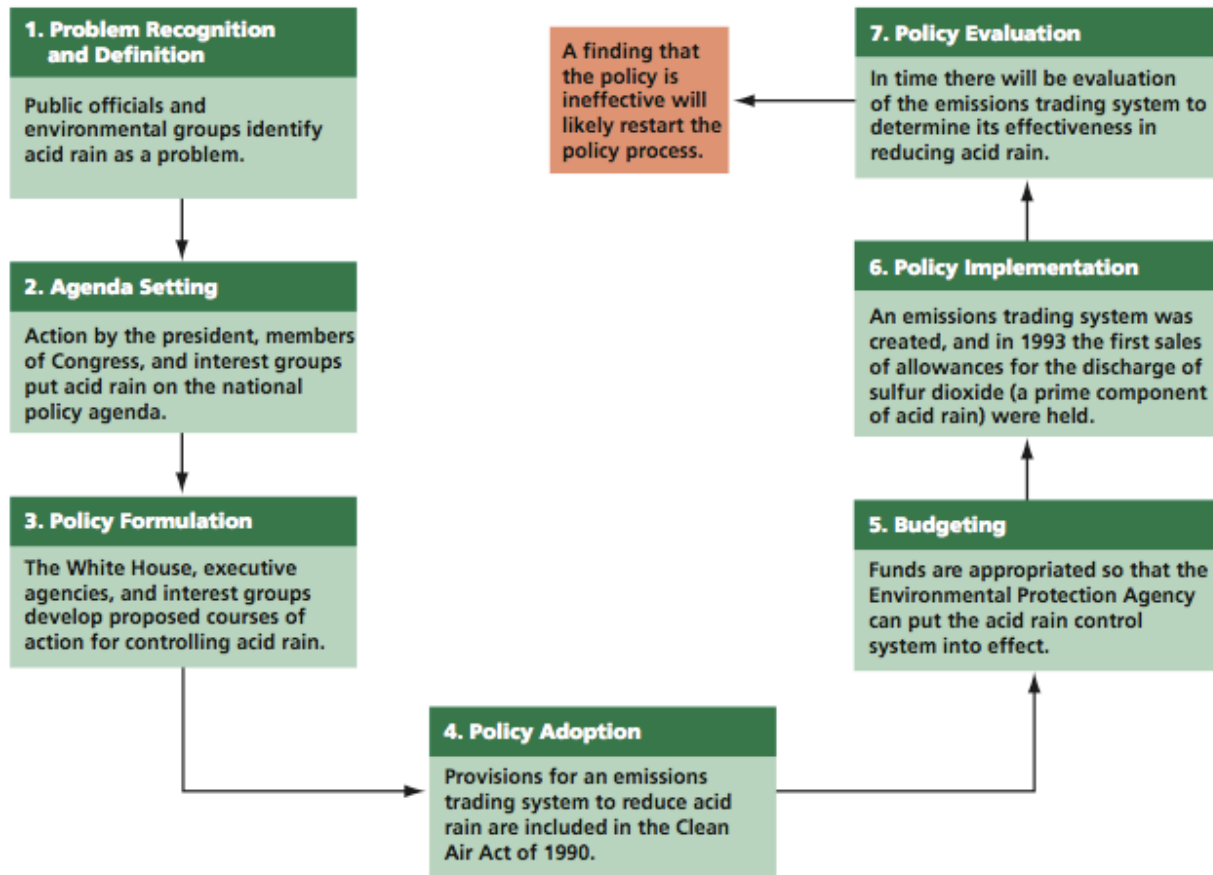 1. Problem Recognition
and Definition
Public officials and
environmental groups identify
acid rain as a problem.
2. Agenda Setting
Action by the president, members
of Congress, and interest groups
put acid rain on the national
policy agenda.
3. Policy Formulation
The White House, executive
agencies, and interest groups
develop proposed courses of
action for controlling acid rain.
4. Policy Adoption
Provisions for an emissions
trading system to reduce acid
rain are included in the Clean
Air Act of 1990.
5. Budgeting
Funds are appropriated so that the
Environmental Protection Agency
can put the acid rain control
system into effect.
6. Policy Implementation
An emissions trading system was
created, and in 1993 the first sales
of allowances for the discharge of
sulfur dioxide (a prime component
of acid rain) were held.
7. Policy Evaluation
In time there will be evaluation
of the emissions trading system to
determine its effectiveness in
reducing acid rain.
A finding that
the policy is
ineffective will
likely restart the
policy process.